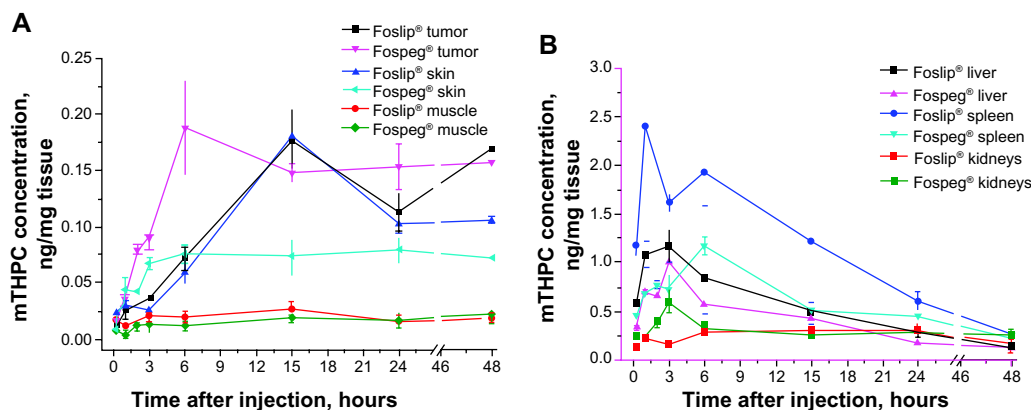 A
mTHPC concentration,
ng/mg tissue
0.25
0.20
0.15
0.10
0.05
0.00
Foslip® tumor
Fospeg® tumor
Foslip® skin
Fospeg® skin
Foslip® muscle
Fospeg® muscle
0 3 6 9 12 15 18 21 24 46 48
Time after injection, hours
B
mTHPC concentration,
ng/mg tissue
3.0
2.5
2.0
1.5
1.0
0.5
0.0
Foslip® liver
Fospeg® liver
Foslip® spleen
Fospeg® spleen
Foslip® kidneys
Fospeg® kidneys
0 3 6 9 12 15 18 21 24 46 48
Time after injection, hours